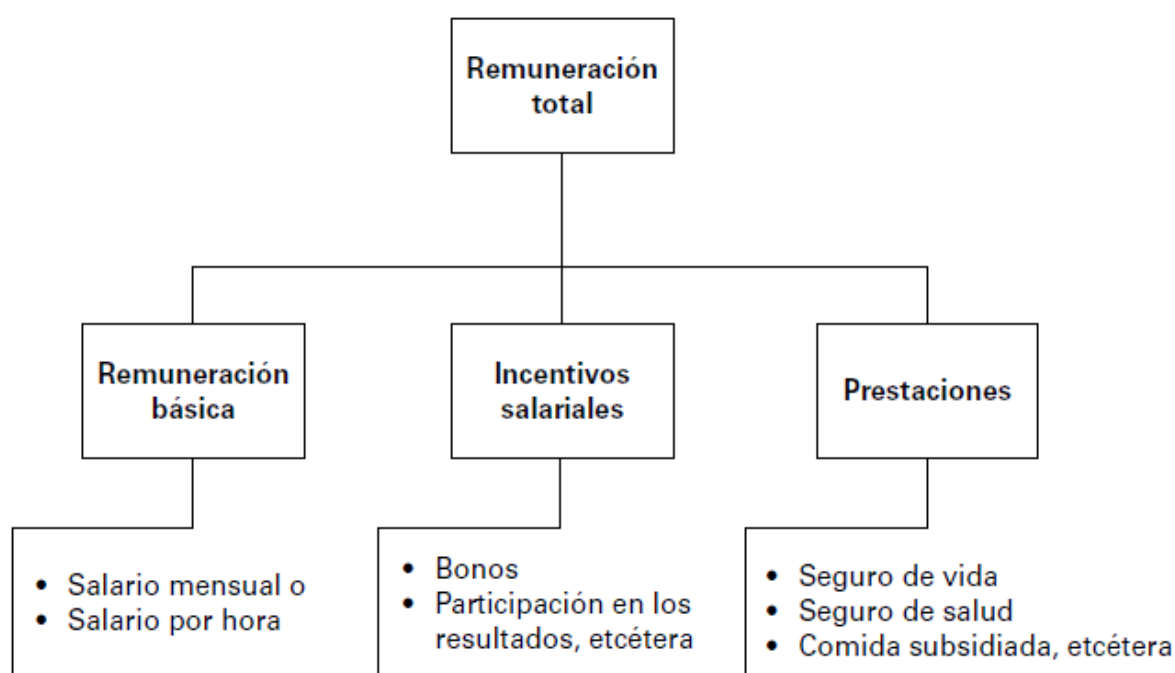 Remuneración
total
Remuneración
básica
Incentivos
salariales
Prestaciones
• Salario mensual o
• Salario por hora
• Bonos
• Participación en los
resultados, etcétera
• Seguro de vida
• Seguro de salud
• Comida subsidiada, etcétera